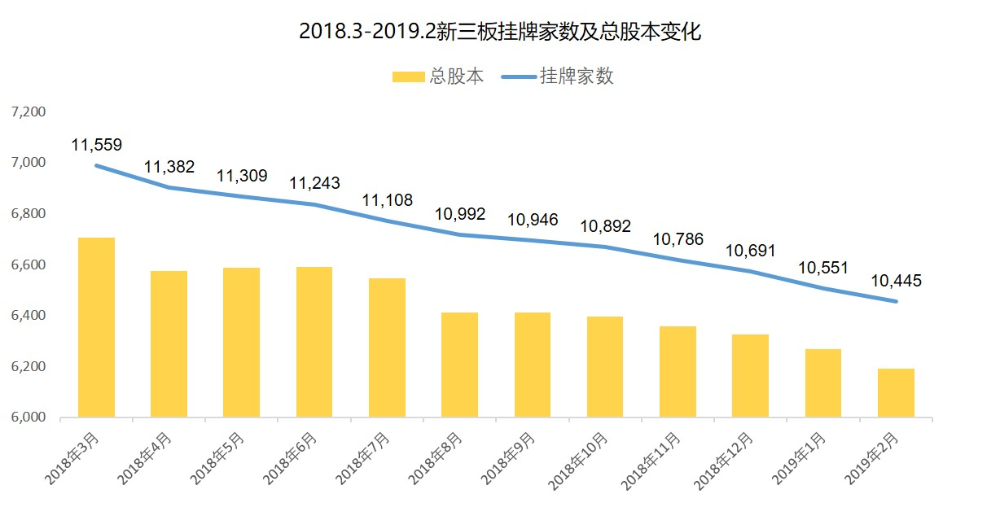 2018.3-2019.2新三板挂牌家数及总股本变化
总股本 挂牌家数
7,200
7,000
6,800
6,600
6,400
6,200
6,000
11,559
11,382
11,309
11,243
11,108
10,992
10,946
10,892
10,786
10,691
10,551
10,445
2018年3月
2018年4月
2018年5月
2018年6月
2018年7月
2018年8月
2018年9月
2018年10月
2018年11月
2018年12月
2019年1月
2019年2月